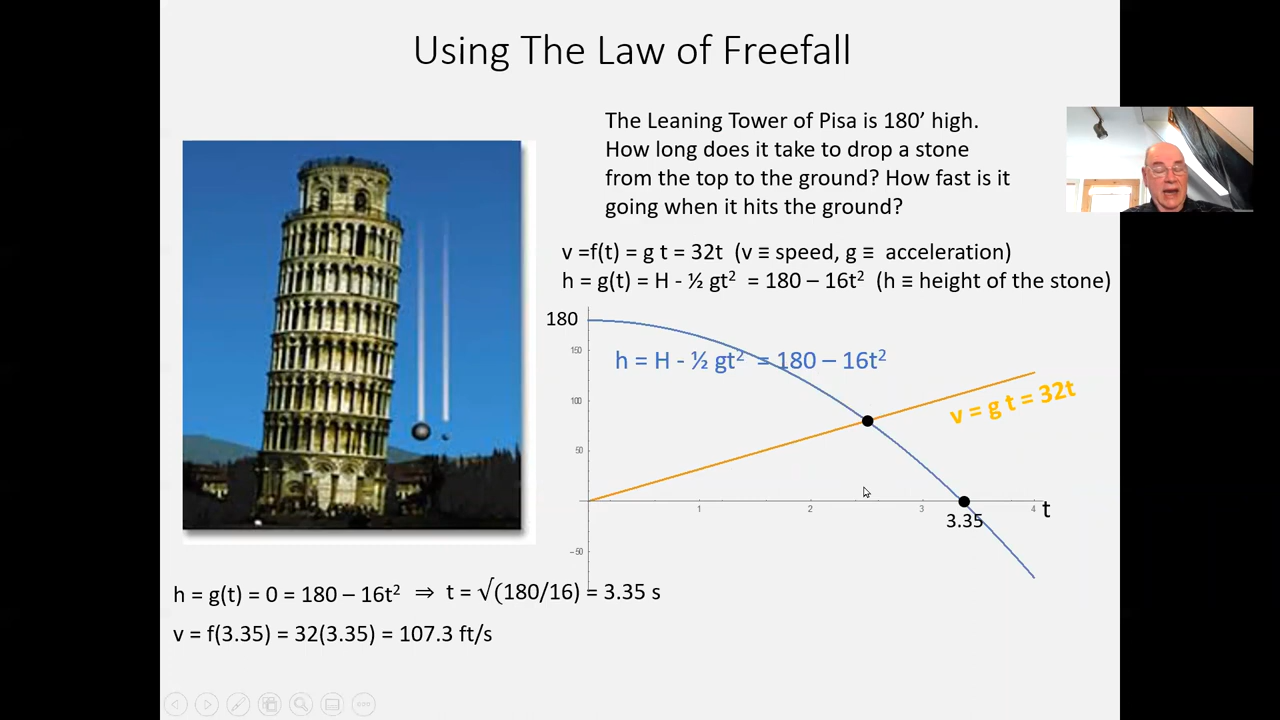 Using The Law of Freefall
The Leaning Tower of Pisa is 180’ high.
How long does it take to drop a stone
from the top to the ground? How fast is it
going when it hits the ground?
v =f(t) = g t = 32t (v ≡ speed, g ≡ acceleration)
h = g(t) = H - ½ gt² = 180 – 16t² (h ≡ height of the stone)
180
150
h = H - ½ gt² = 180 – 16t²
v = g t = 32t
100
50
1
2
3
4
t
3.35
-50
h = g(t) = 0 = 180 – 16t² ⇒ t = √(180/16) = 3.35 s
v = f(3.35) = 32(3.35) = 107.3 ft/s